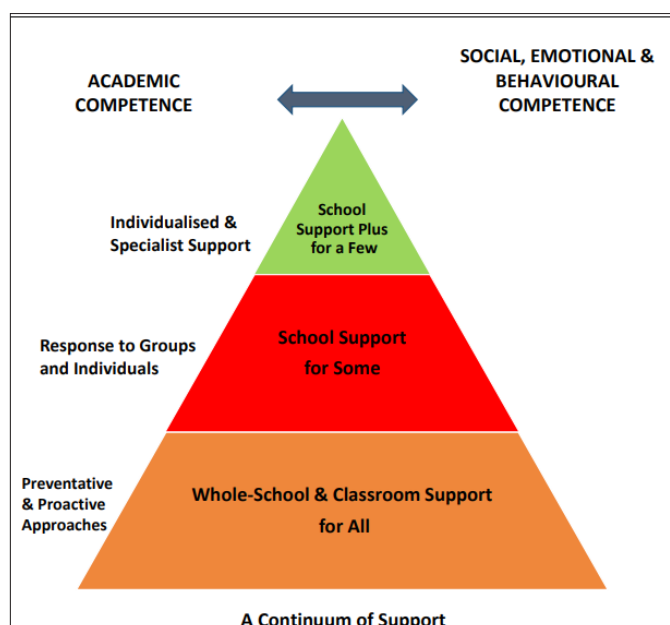 ACADEMIC
COMPETENCE
SOCIAL, EMOTIONAL &
BEHAVIOURAL
COMPETENCE
Individualised &
Specialist Support
School
Support Plus
for a Few
Response to Groups
and Individuals
School Support
for Some
Preventative
& Proactive
Approaches
Whole-School & Classroom Support
for All
A Continuum of Support